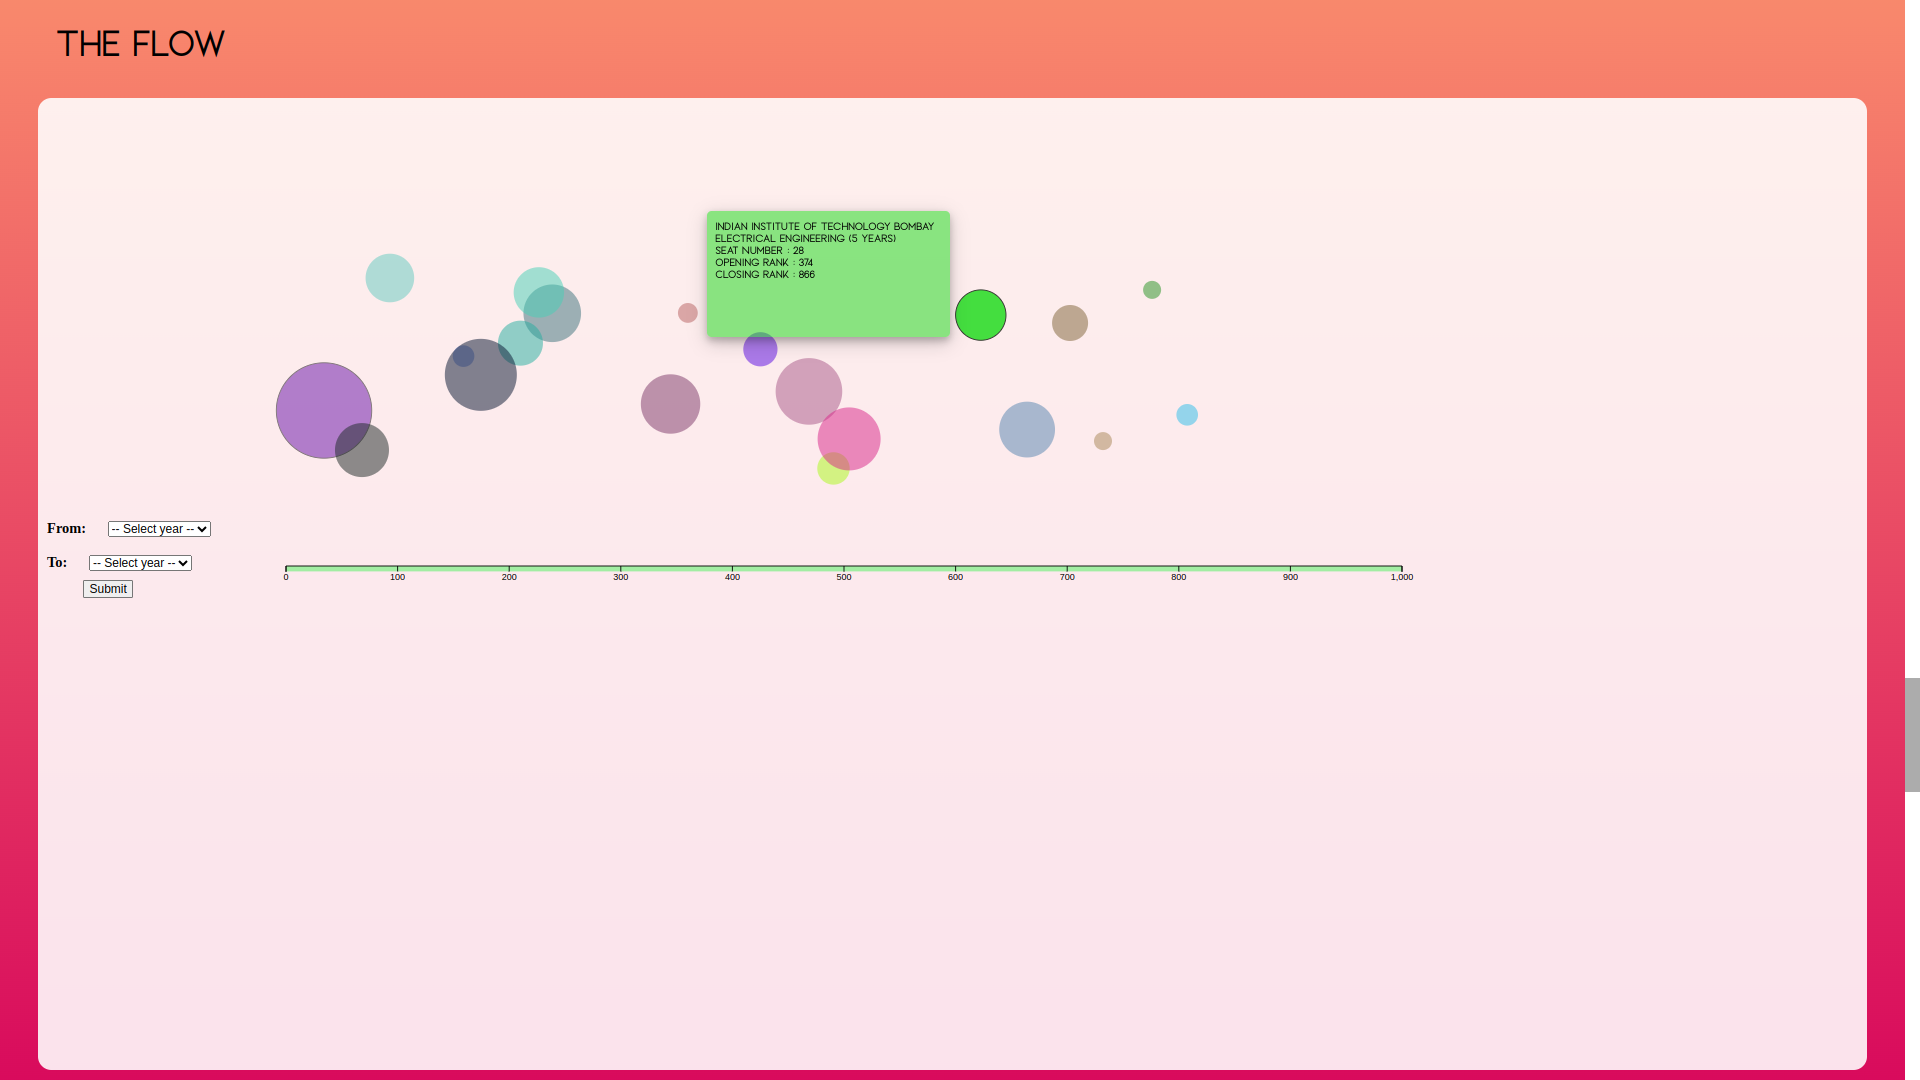 THE FLOW
INDIAN INSTITUTE OF TECHNOLOGY BOMBAY
ELECTRICAL ENGINEERING (5 YEARS)
SEAT NUMBER : 28
OPENING RANK : 374
CLOSING RANK : 866
From: -- Select year --
To: -- Select year --
Submit
0 100 200 300 400 500 600 700 800 900 1,000